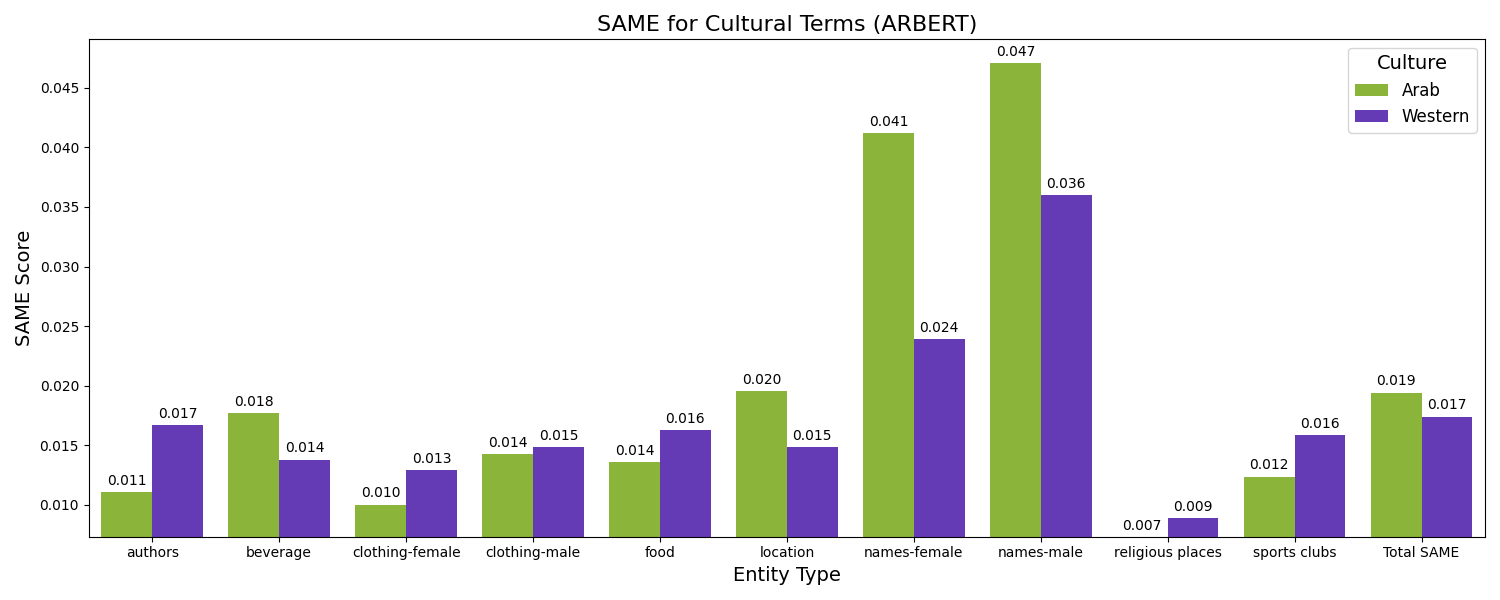 SAME for Cultural Terms (ARBERT)
Culture
Arab
Western
SAME Score
0.045
0.040
0.035
0.030
0.025
0.020
0.015
0.010
0.011
0.017
0.018
0.014
0.010
0.013
0.014
0.015
0.014
0.016
0.020
0.015
0.041
0.024
0.047
0.036
0.007
0.009
0.012
0.016
0.019
0.017
authors
beverage
clothing-female
clothing-male
food
location
names-female
names-male
religious places
sports clubs
Total SAME
Entity Type